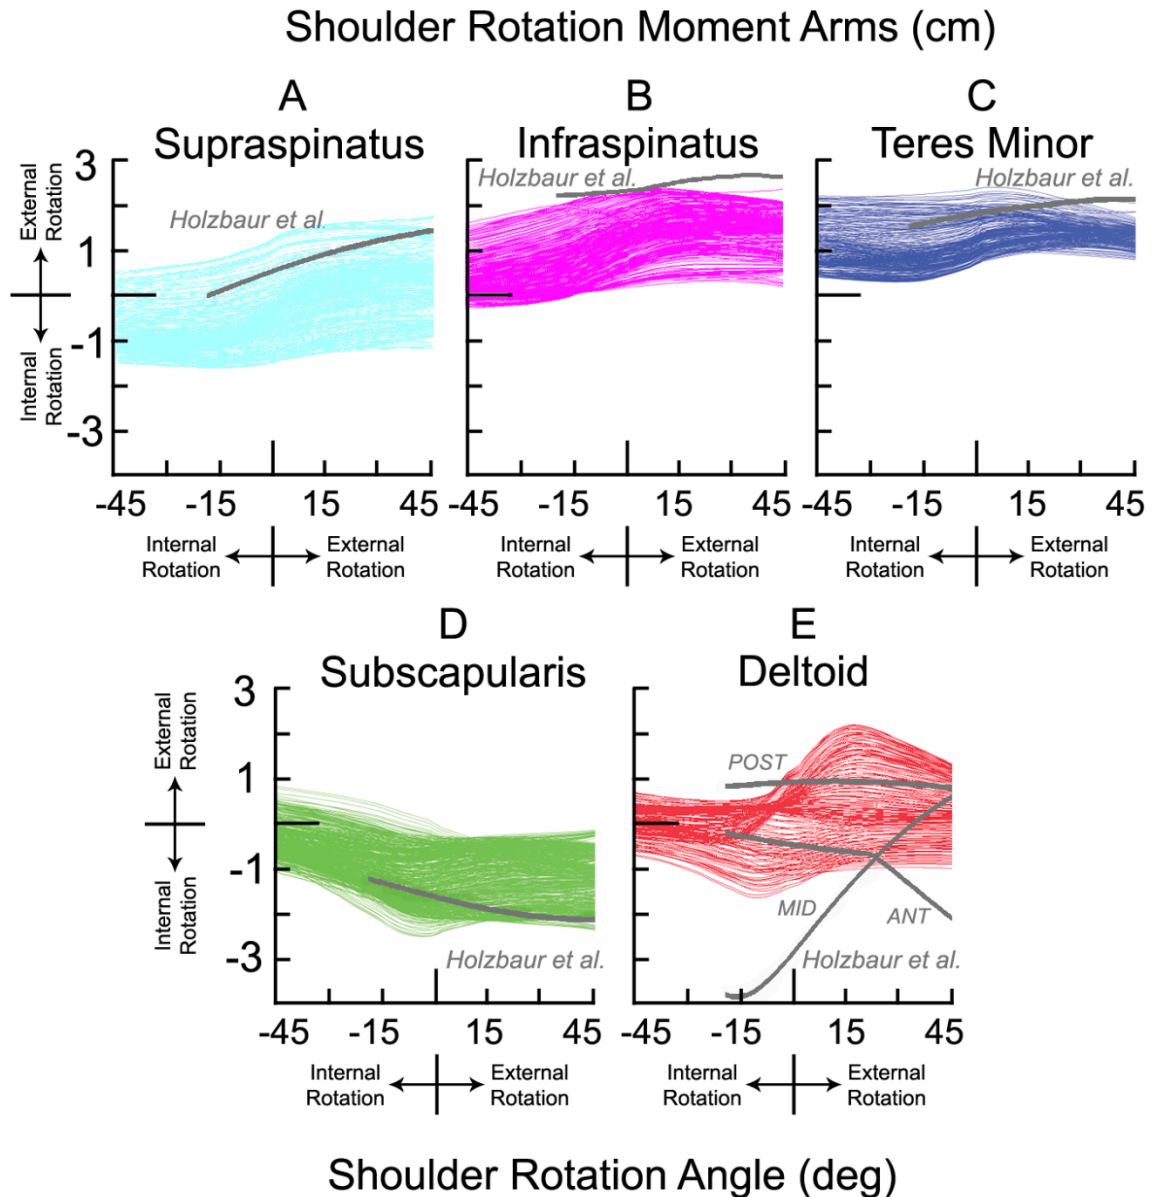 Shoulder Rotation Moment Arms (cm)
A
Supraspinatus
B
Infraspinatus
C
Teres Minor
3
1
-1
-3
External
Rotation
Internal
Rotation
Holzbaur et al.
Holzbaur et al.
Holzbaur et al.
-45 -15 15 45
-45 -15 15 45
-45 -15 15 45
Internal
Rotation
External
Rotation
Internal
Rotation
External
Rotation
Internal
Rotation
External
Rotation
D
Subscapularis
E
Deltoid
3
1
-1
-3
External
Rotation
Internal
Rotation
Holzbaur et al.
POST
MID
ANT
Holzbaur et al.
-45 -15 15 45
-45 -15 15 45
Internal
Rotation
External
Rotation
Internal
Rotation
External
Rotation
Shoulder Rotation Angle (deg)